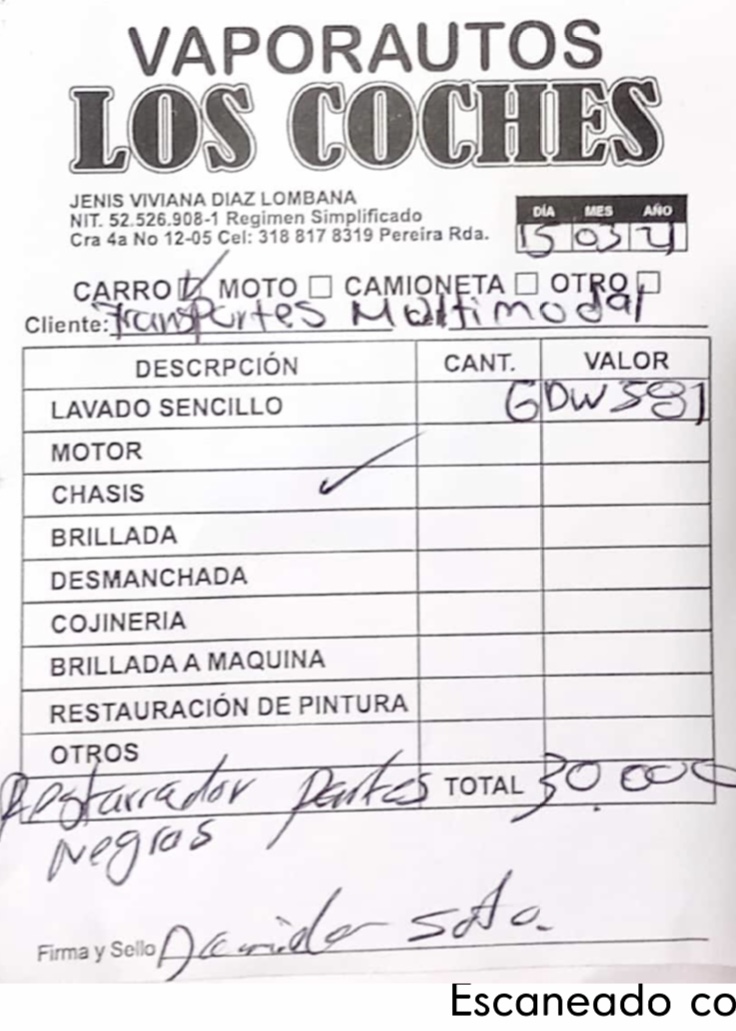 VAPORAUTOS
LOS COCHES
JENIS VIVIANA DIAZ LOMBANA
NIT. 52.526.908-1 Regimen Simplificado
Cra 4a No 12-05 Cel: 318 817 8319 Pereira Rda.
DÍA MES AÑO
15 03 21
CARRO MOTO CAMIONETA OTRO
Cliente: Transportes Multimodal
DESCRPCIÓN CANT. VALOR
LAVADO SENCILLO GDW581
MOTOR
CHASIS
BRILLADA
DESMANCHADA
COJINERIA
BRILLADA A MAQUINA
RESTAURACIÓN DE PINTURA
OTROS
Restaurador partes TOTAL 30.000
Negras
Firma y Sello Soto.
Escaneado co